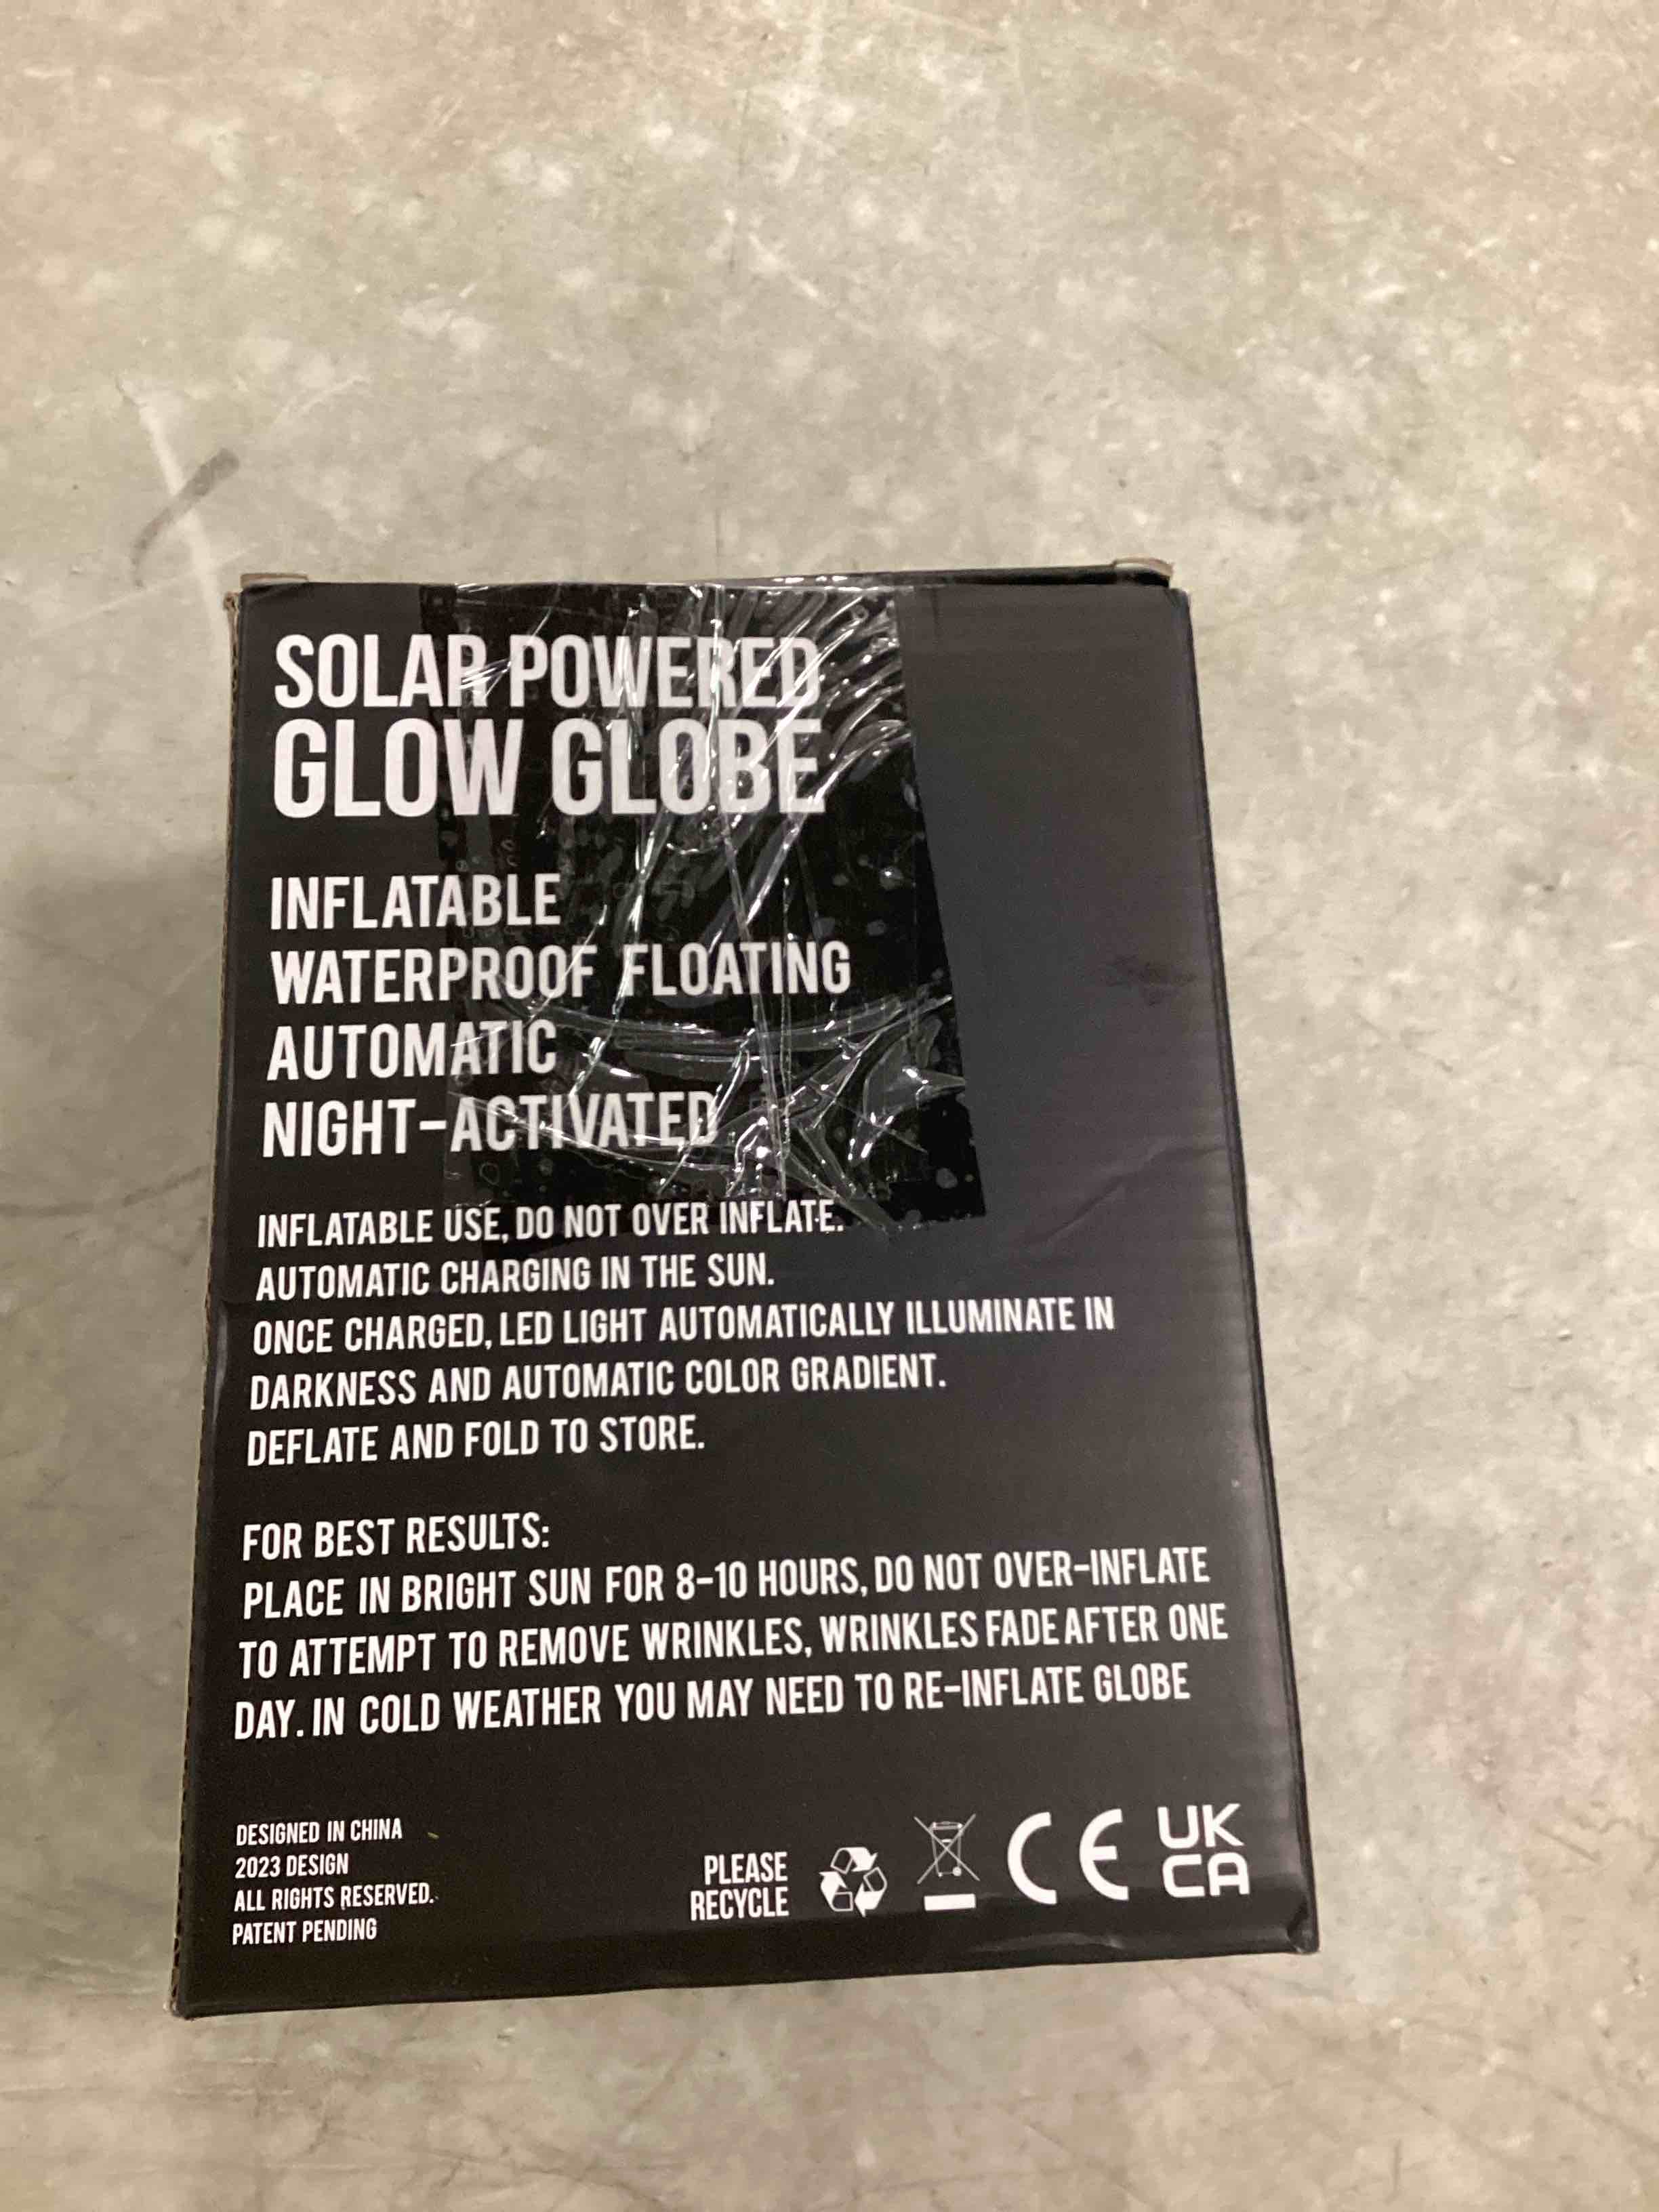 SOLAR POWERED
GLOW GLOBE
INFLATABLE
WATERPROOF FLOATING
AUTOMATIC
NIGHT-ACTIVATED
INFLATABLE USE, DO NOT OVER INFLATE.
AUTOMATIC CHARGING IN THE SUN.
ONCE CHARGED, LED LIGHT AUTOMATICALLY ILLUMINATE IN
DARKNESS AND AUTOMATIC COLOR GRADIENT.
DEFLATE AND FOLD TO STORE.
FOR BEST RESULTS:
PLACE IN BRIGHT SUN FOR 8-10 HOURS, DO NOT OVER-INFLATE
TO ATTEMPT TO REMOVE WRINKLES, WRINKLES FADE AFTER ONE
DAY. IN COLD WEATHER YOU MAY NEED TO RE-INFLATE GLOBE
DESIGNED IN CHINA
2023 DESIGN
ALL RIGHTS RESERVED.
PATENT PENDING
PLEASE
RECYCLE
CE
UK
CA